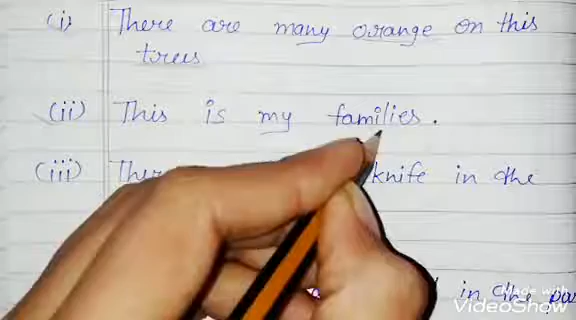 (i) There are many orange on this
trees
(ii) This is my families.
(iii) knife in the
in the
Made with
VideoShow